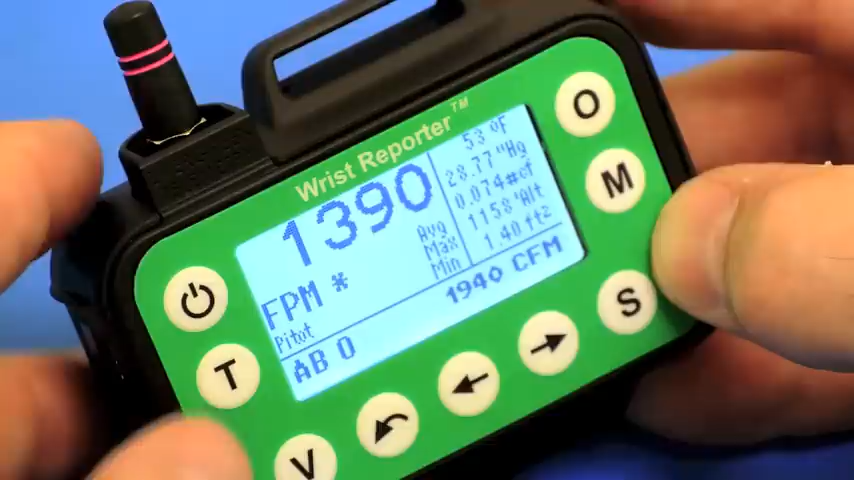 Wrist Reporter™
1390
FPM *
Pitot
Avg
Max
Min
53 °F
28.77 "Hg
0.074 #cf
1158 'Alt
1.40 ft2
1940 CFM
AB 0
O
M
S
T
V